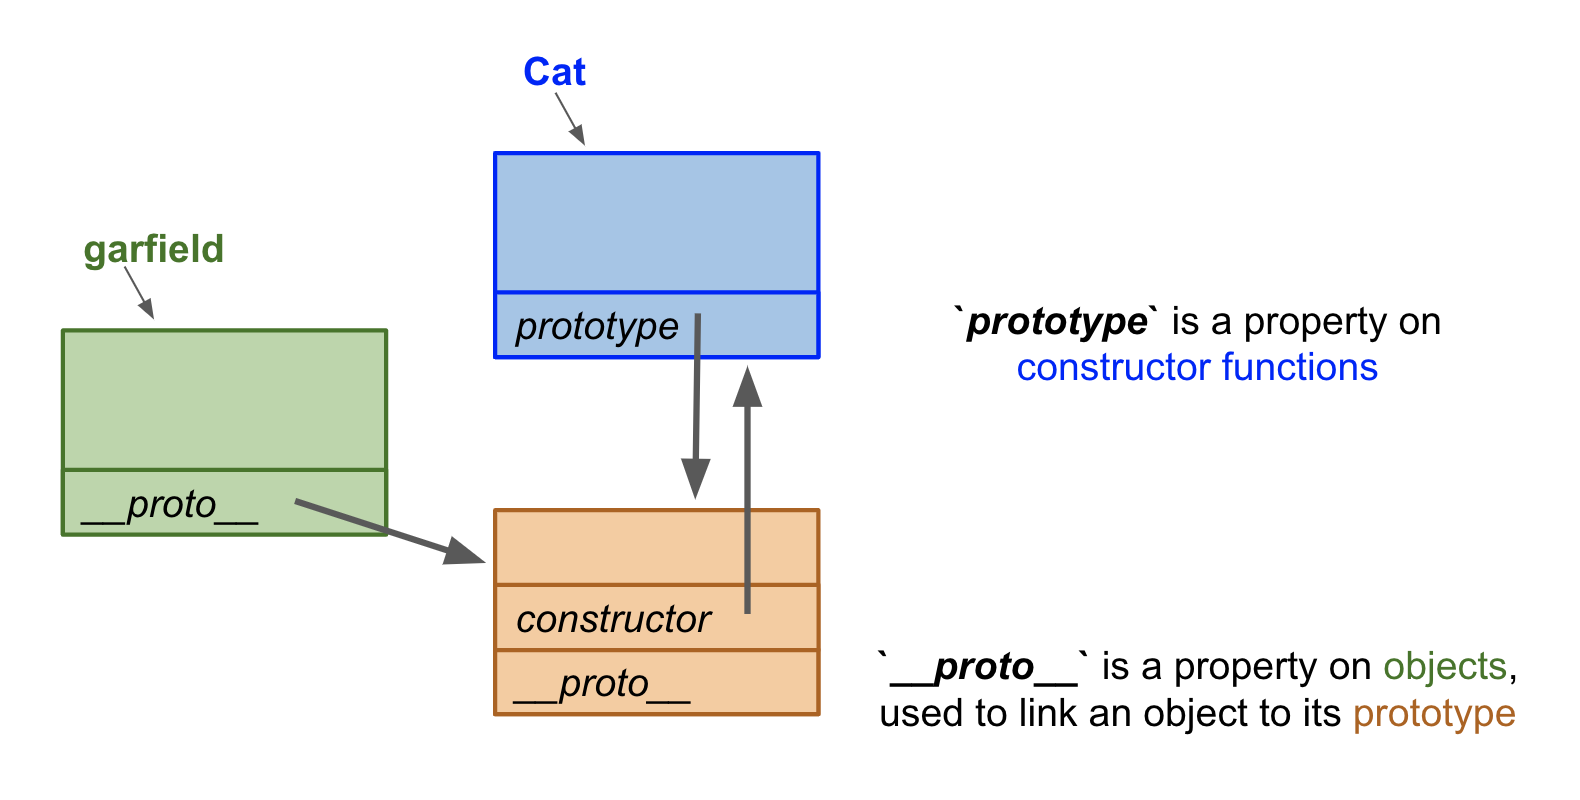 Cat
garfield
prototype
`prototype` is a property on
constructor functions
__proto__
constructor
__proto__
`__proto__` is a property on objects,
used to link an object to its prototype